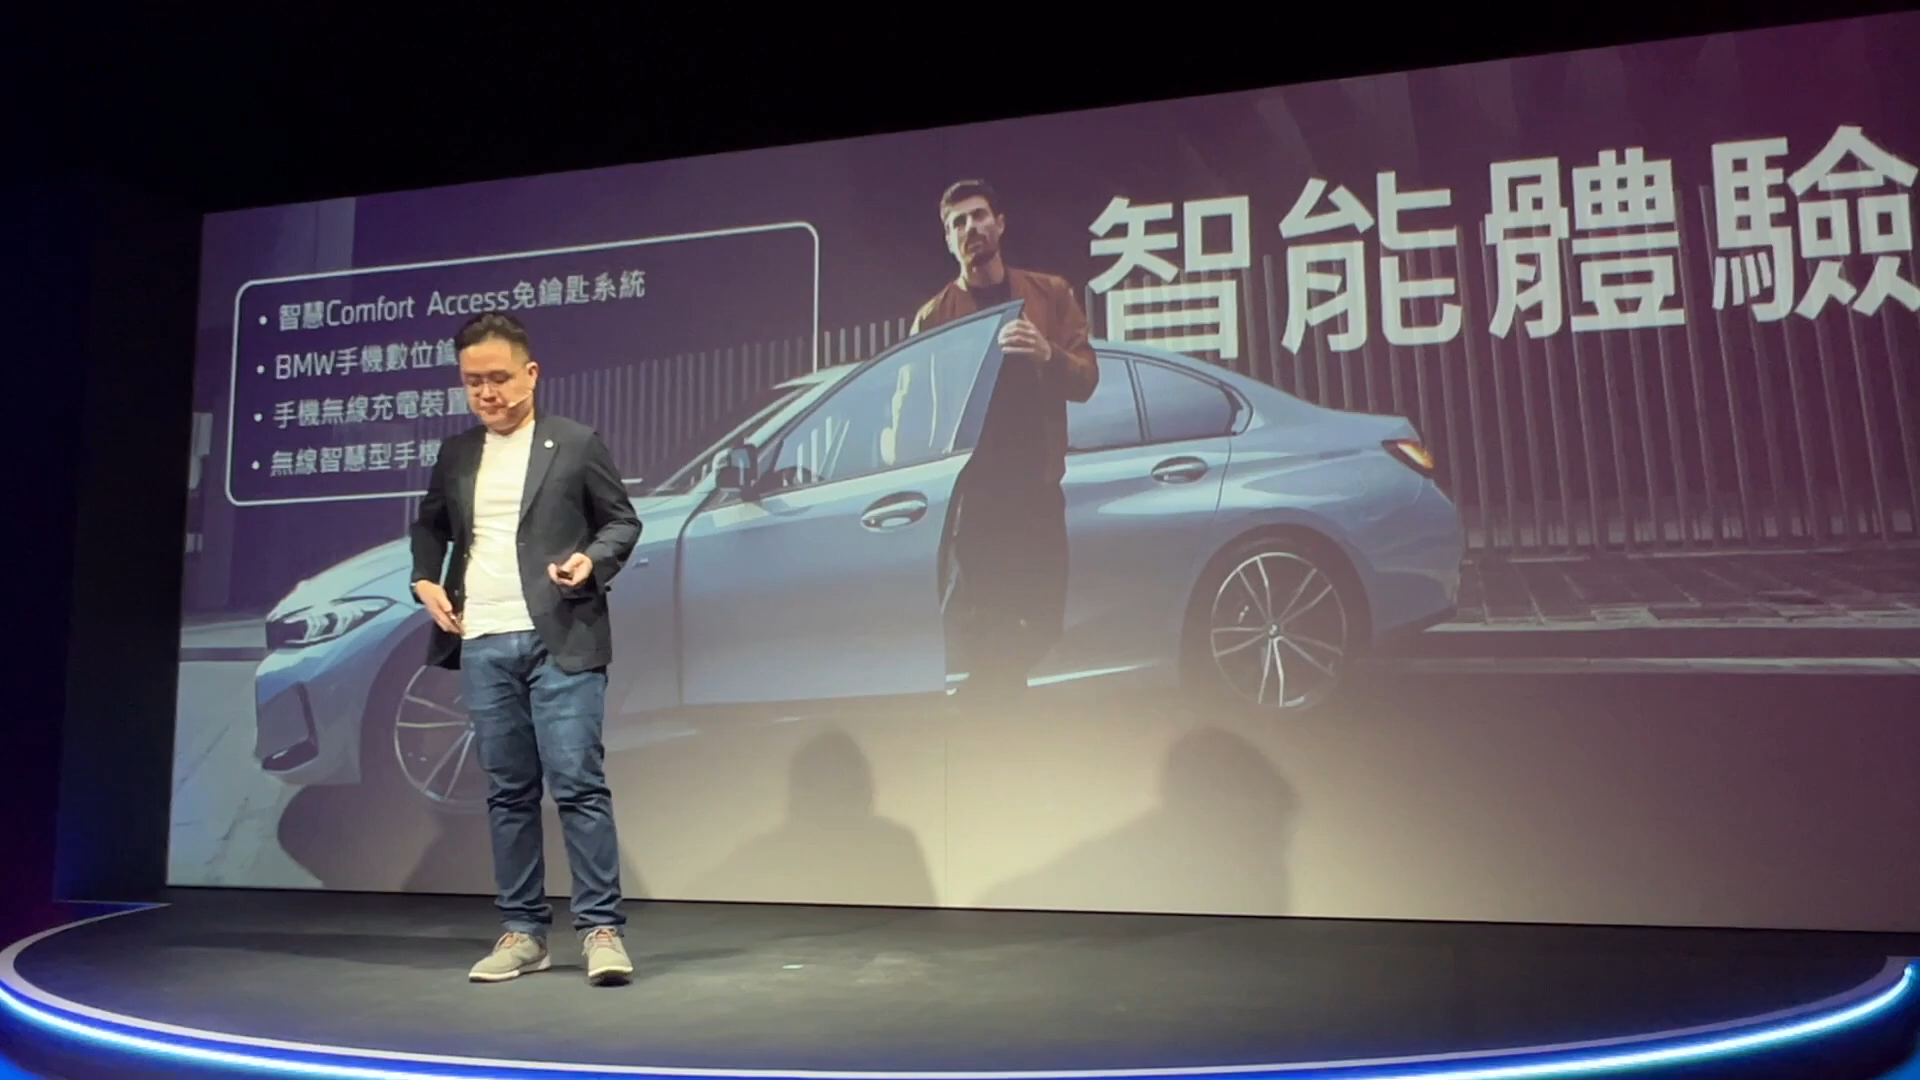 智能體驗
• 智慧Comfort Access免鑰匙系統
• BMW手機數位鑰
• 手機無線充電裝置
• 無線智慧型手機